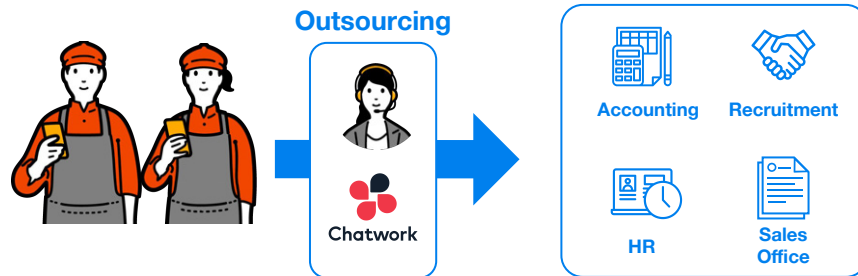 Outsourcing
Chatwork
Accounting
Recruitment
HR
Sales
Office